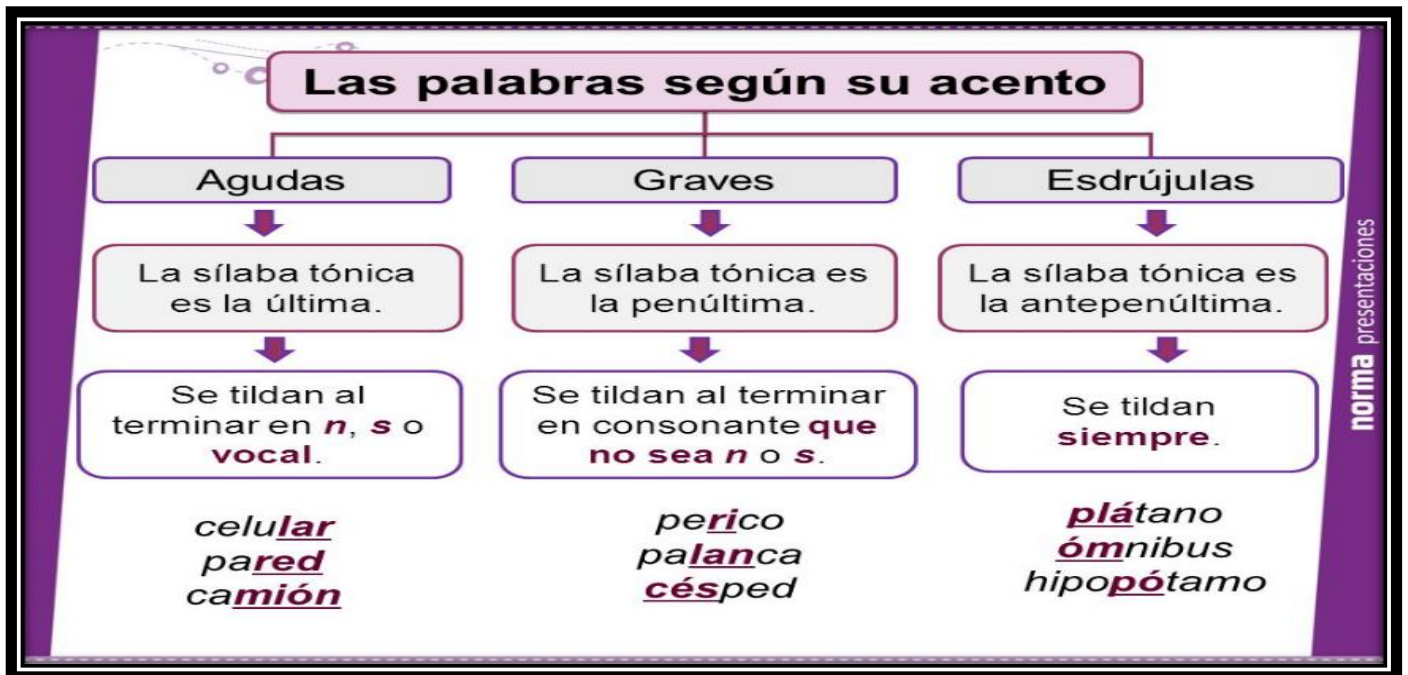 Las palabras según su acento
Agudas
La sílaba tónica
es la última.
Se tildan al
terminar en n, s o
vocal.
celular
pared
camión
Graves
La sílaba tónica es
la penúltima.
Se tildan al terminar
en consonante que
no sea n o s.
perico
palanca
césped
Esdrújulas
La sílaba tónica es
la antepenúltima.
Se tildan
siempre.
plátano
ómnibus
hipopótamo
norma presentaciones